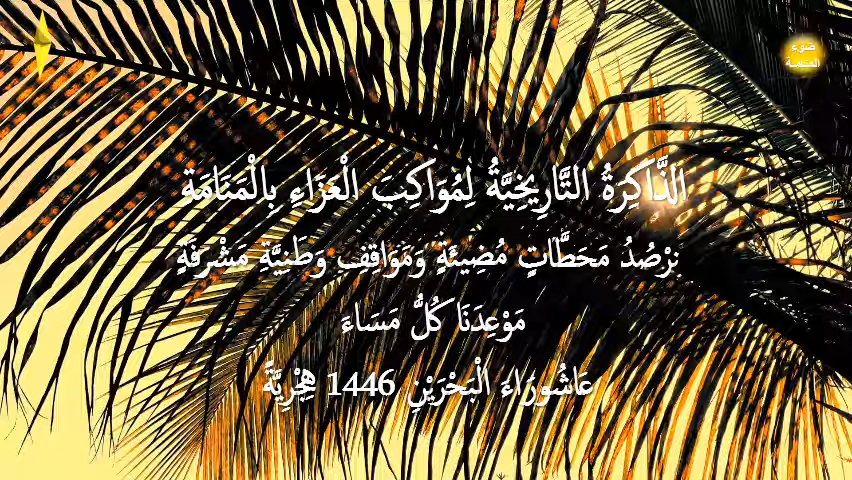 ضوء
المنامة
الذَّاكِرَةُ التَّارِيخِيَّةُ لِمُوَاكِبَ الْعَزَاءِ بِالْمَنَامَةِ
نَرْصُدُ مَحَطَّاتٍ مُضِيئَةٍ وَمَوَاقِفِ وَطَنِيَّةِ مَشْرِفَةٍ
مَوْعِدَنَا كُلُّ مَسَاءَ
عَاشُورَاءَ الْبَحْرَيْنِ 1446 هِجْرِيَّةً